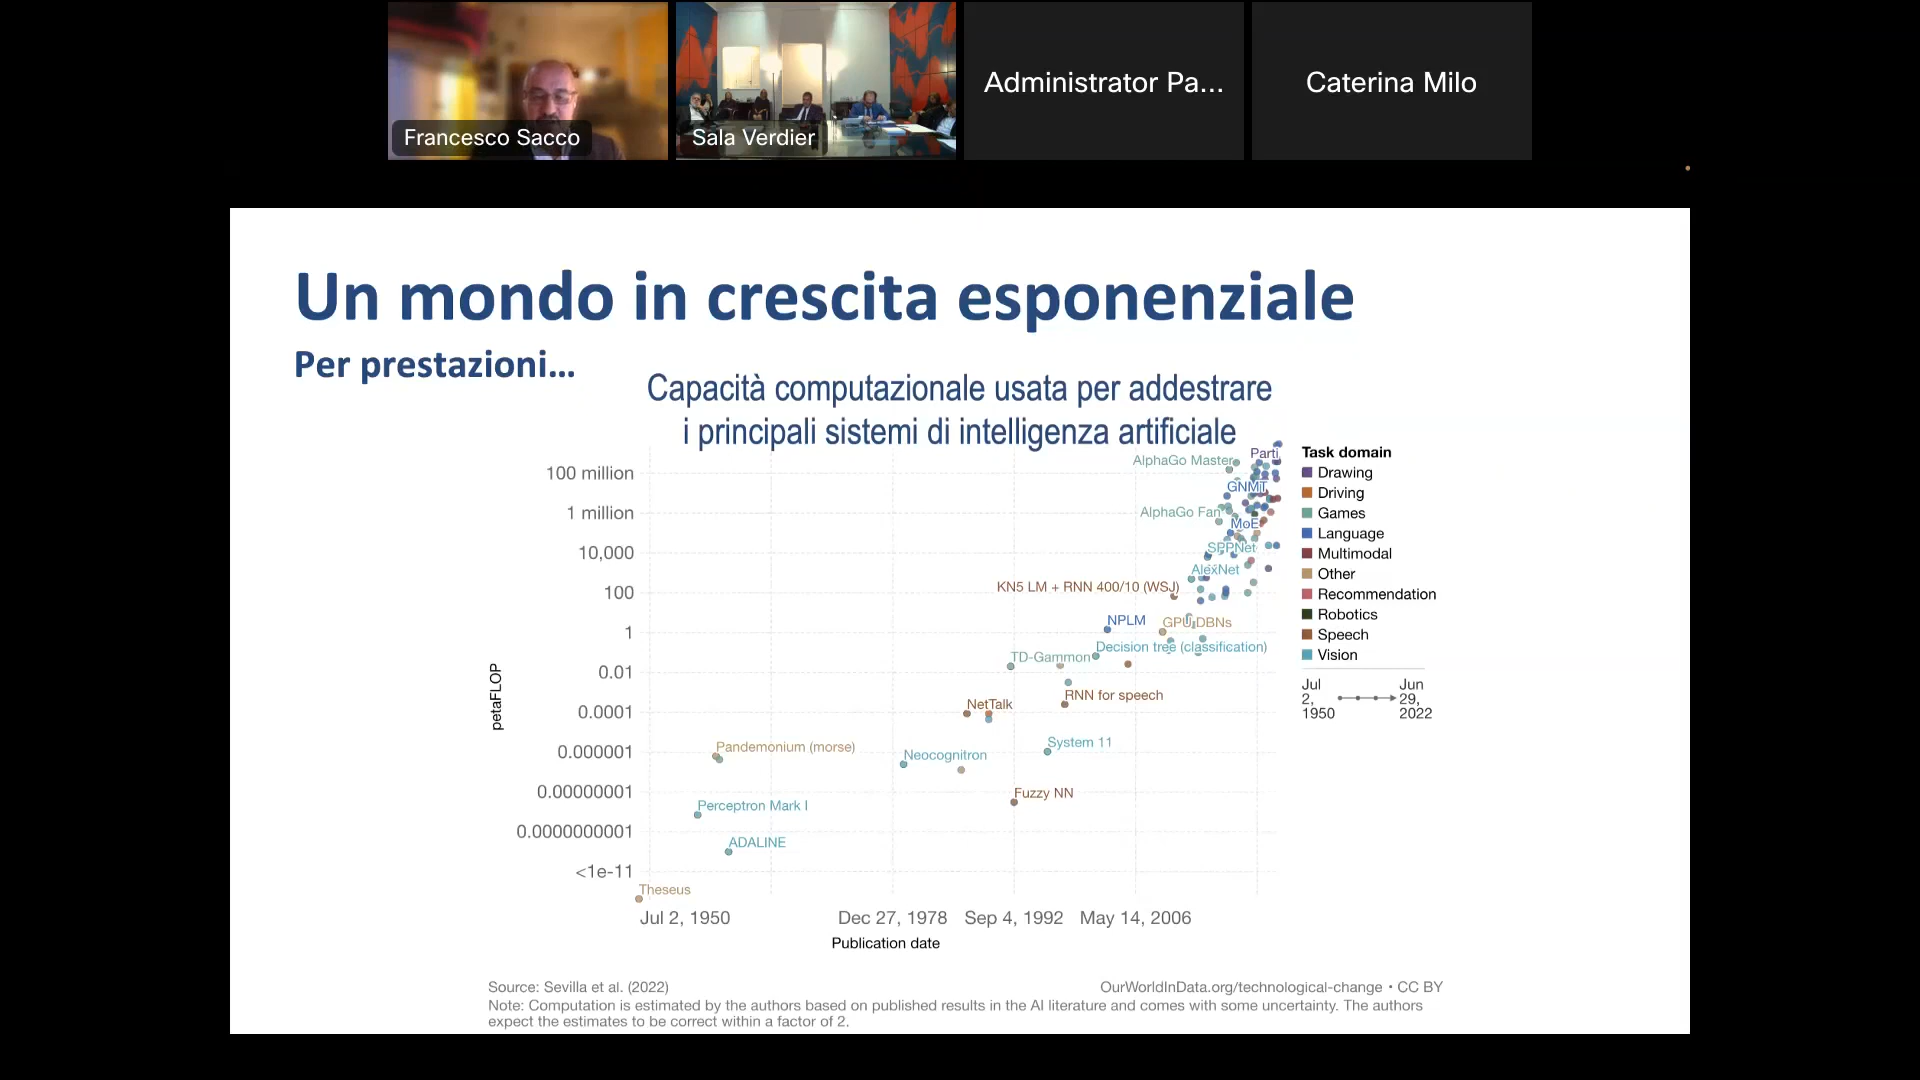 Francesco Sacco
Sala Verdier
Administrator Pa...
Caterina Milo
Un mondo in crescita esponenziale
Per prestazioni...
Capacità computazionale usata per addestrare
i principali sistemi di intelligenza artificiale
petaFLOP
100 million
1 million
10,000
100
1
0.01
0.0001
0.000001
0.00000001
0.0000000001
<1e-11
Parti
AlphaGo Master
GNMT
AlphaGo Fan
MoE
SPPNet
AlexNet
KN5 LM + RNN 400/10 (WSJ)
NPLM
GPU DBNs
Decision tree (classification)
TD-Gammon
RNN for speech
NetTalk
System 11
Pandemonium (morse)
Neocognitron
Fuzzy NN
Perceptron Mark I
ADALINE
Theseus
Jul 2, 1950
Dec 27, 1978
Sep 4, 1992
May 14, 2006
Publication date
Task domain
Drawing
Driving
Games
Language
Multimodal
Other
Recommendation
Robotics
Speech
Vision
Jul
2,
1950
Jun
29,
2022
Source: Sevilla et al. (2022)
OurWorldInData.org/technological-change • CC BY
Note: Computation is estimated by the authors based on published results in the AI literature and comes with some uncertainty. The authors
expect the estimates to be correct within a factor of 2.